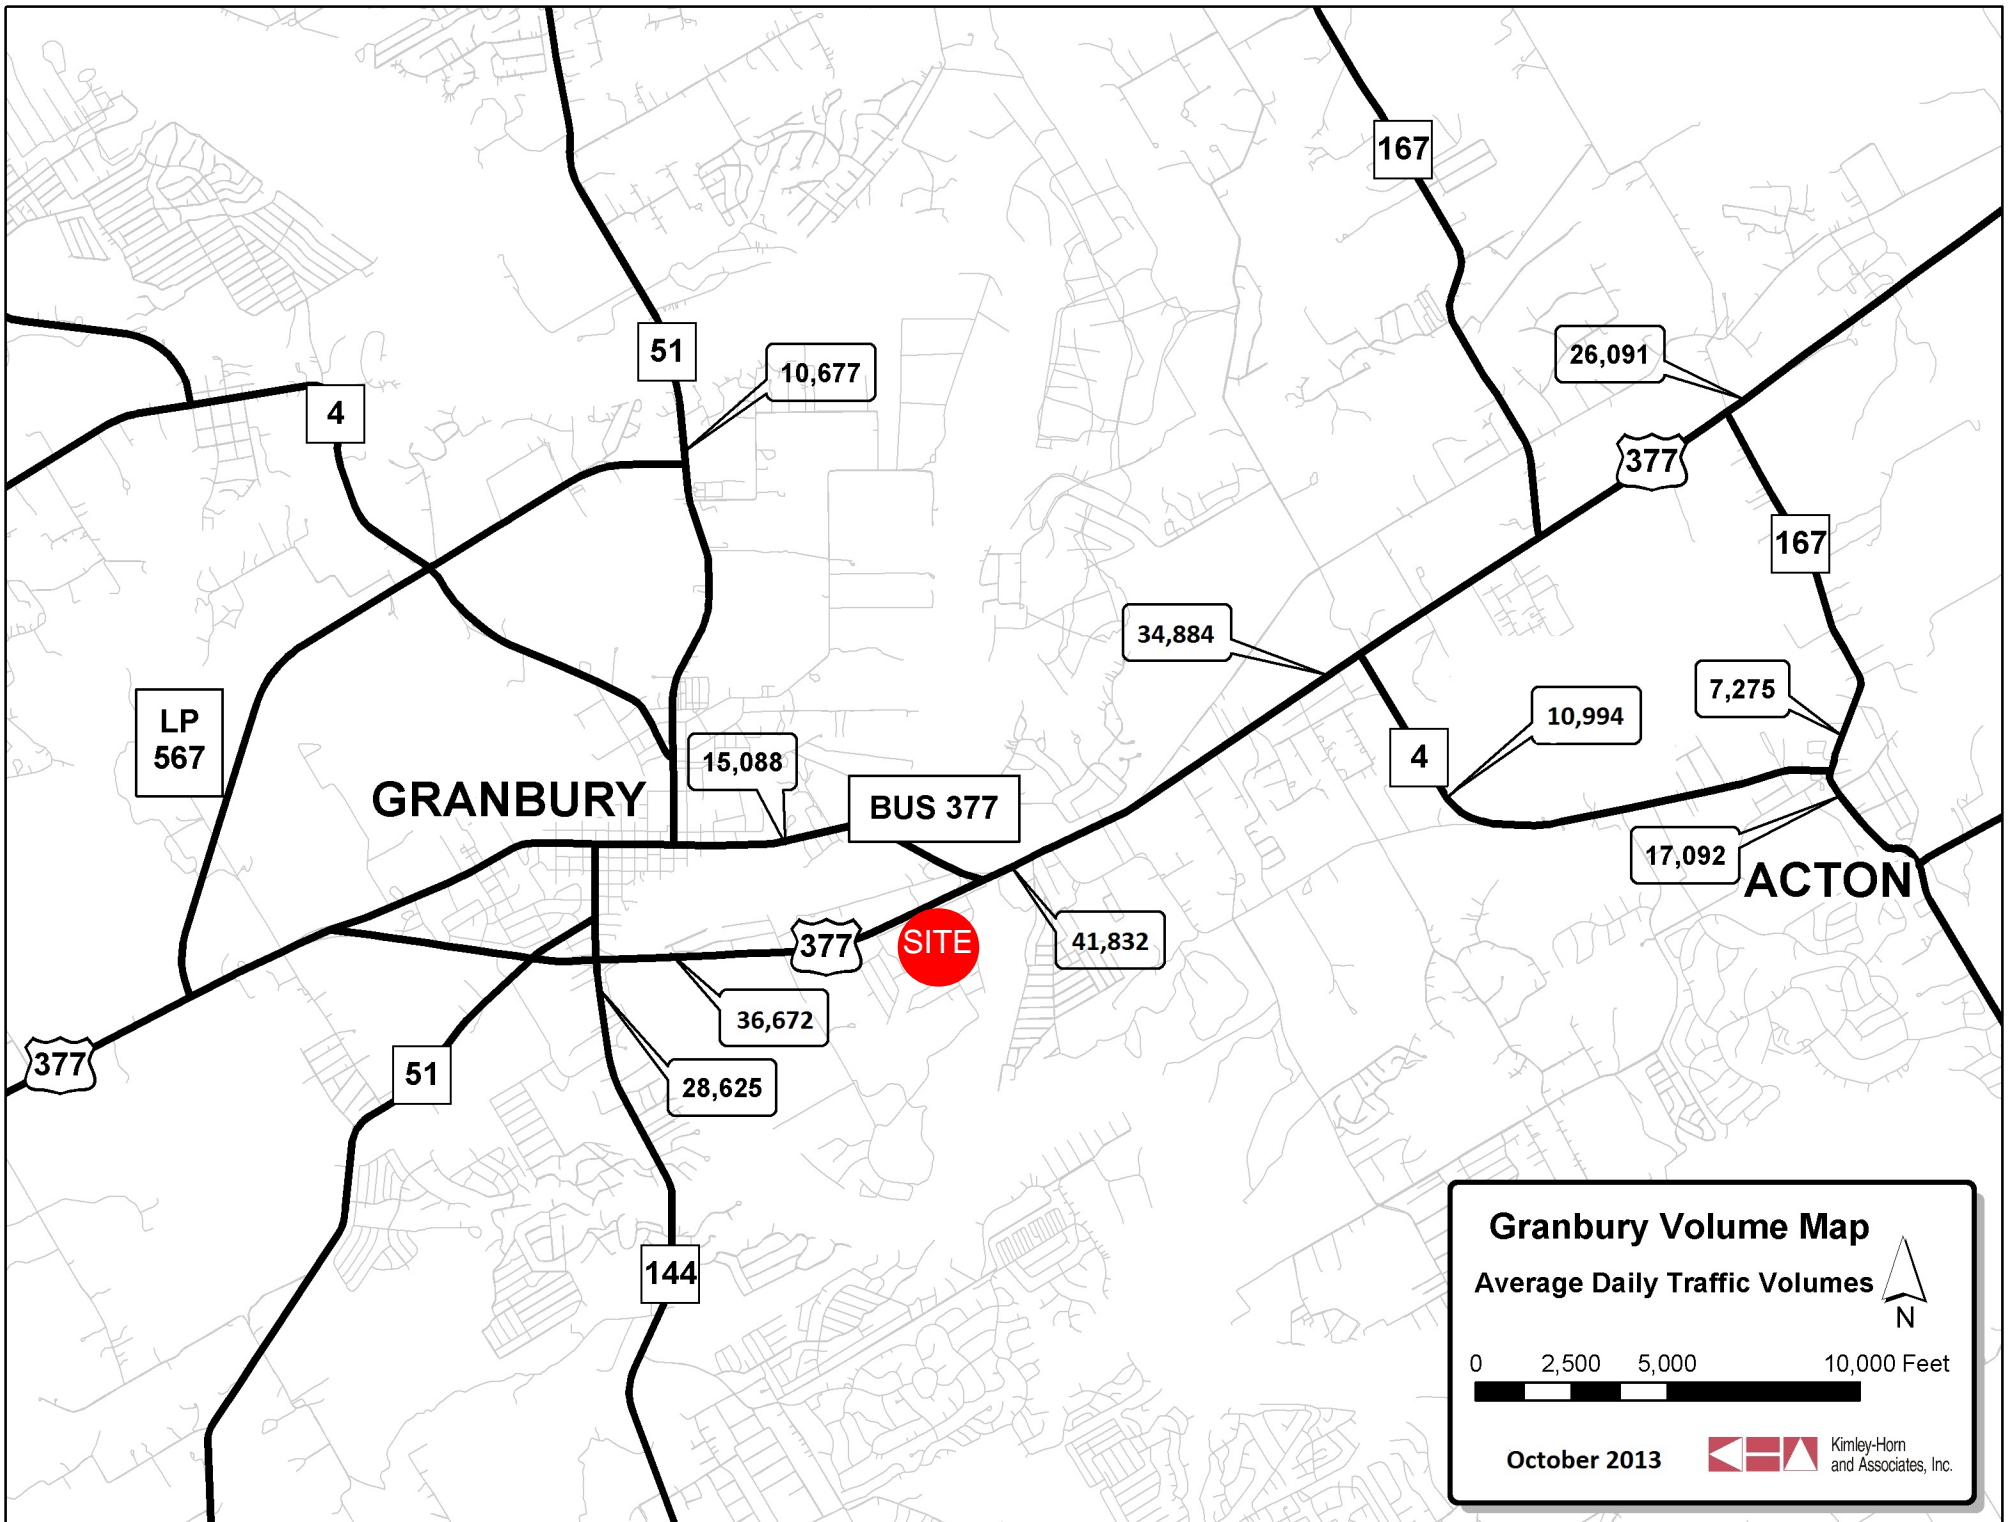 167
51
10,677
26,091
4
377
167
34,884
7,275
LP
567
10,994
15,088
4
GRANBURY
BUS 377
17,092
ACTON
377
SITE
41,832
36,672
377
51
28,625
144
Granbury Volume Map
Average Daily Traffic Volumes
N
0 2,500 5,000 10,000 Feet
October 2013
Kimley-Horn
and Associates, Inc.